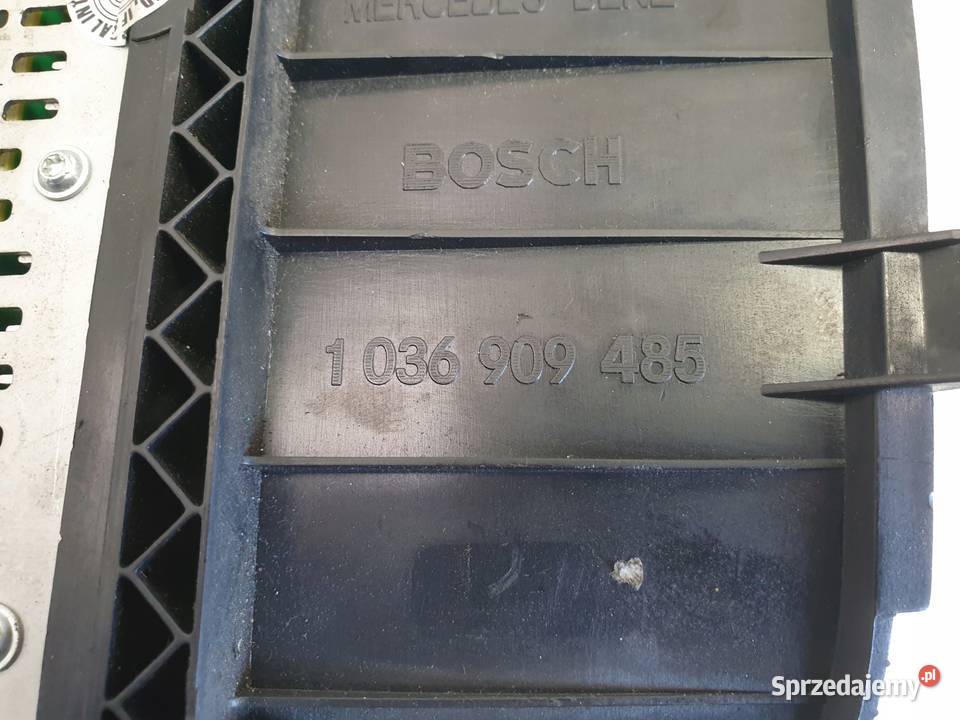 MERCEDES BENZ
BOSCH
1 036 909 485
Sprzedajemy.pl